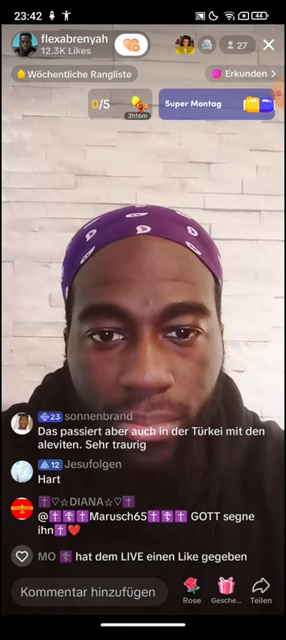 23:42
44
flexabrenyah
12.3K Likes
27
Wöchentliche Rangliste
Erkunden
0/5
3h16m
Super Montag
23 sonnenbrand
Das passiert aber auch in der Türkei mit den
aleviten. Sehr traurig
12 Jesufolgen
Hart
✝️♡☆DIANA☆♡✝️
@✝️☦️✝️Marusch65✝️☦️✝️ GOTT segne
ihn✝️❤️
MO ☦️ hat dem LIVE einen Like gegeben
Kommentar hinzufügen
Rose
Gesche...
Teilen